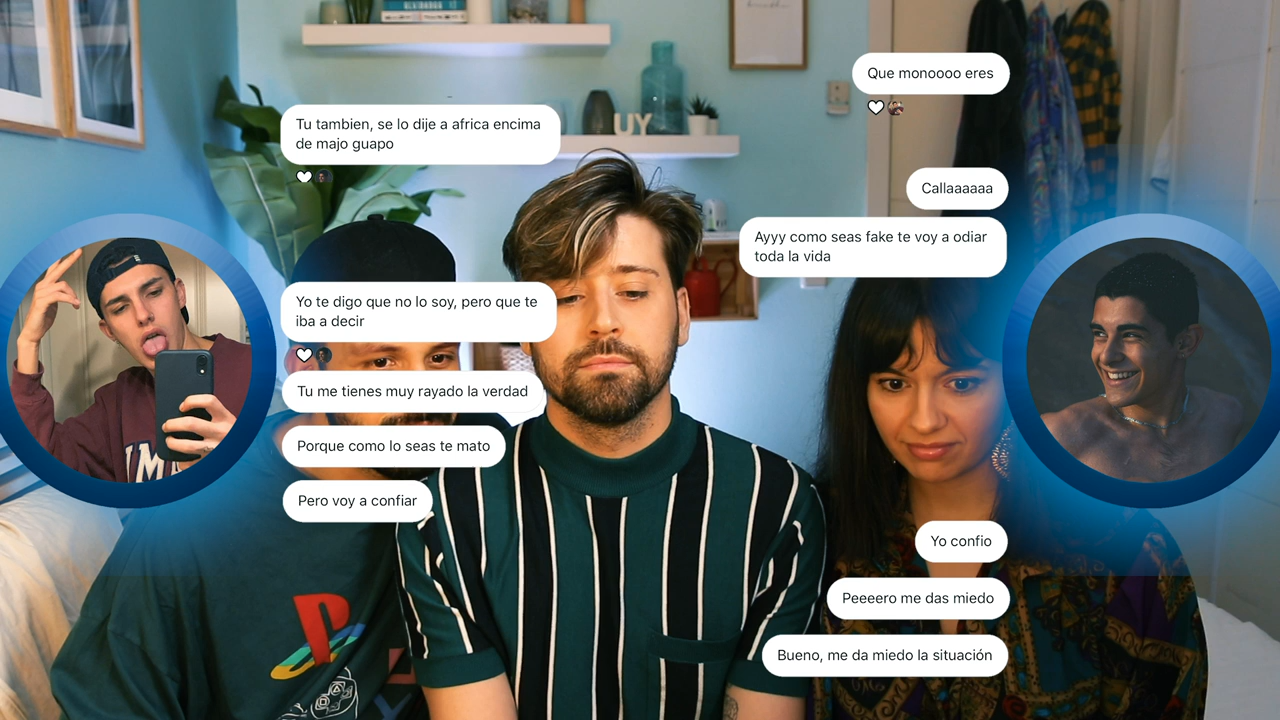 Que monoooo eres
Tu tambien, se lo dije a africa encima
de majo guapo
Callaaaaaa
Ayyy como seas fake te voy a odiar
toda la vida
Yo te digo que no lo soy, pero que te
iba a decir
Tu me tienes muy rayado la verdad
Porque como lo seas te mato
Pero voy a confiar
Yo confio
Peeeero me das miedo
Bueno, me da miedo la situación
UY